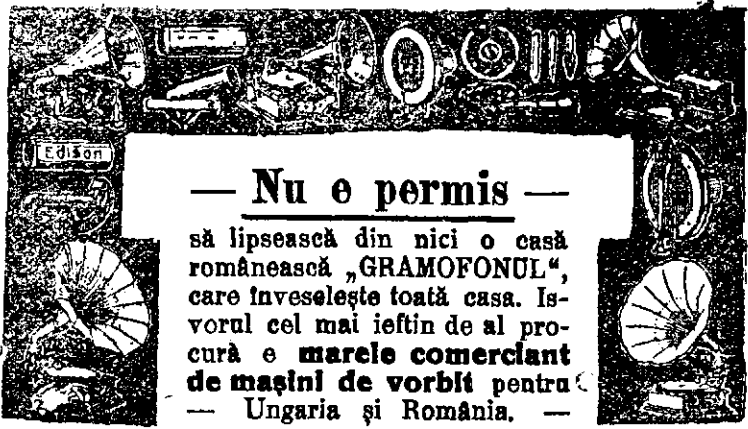 Edison
— Nu e permis —
să lipsească din nici o casă
românească „GRAMOFONUL“,
care înveselește toată casa. Is-
vorul cel mai ieftin de al pro-
cură e marele comerciant
de mașini de vorbit pentru
— Ungaria și România. —